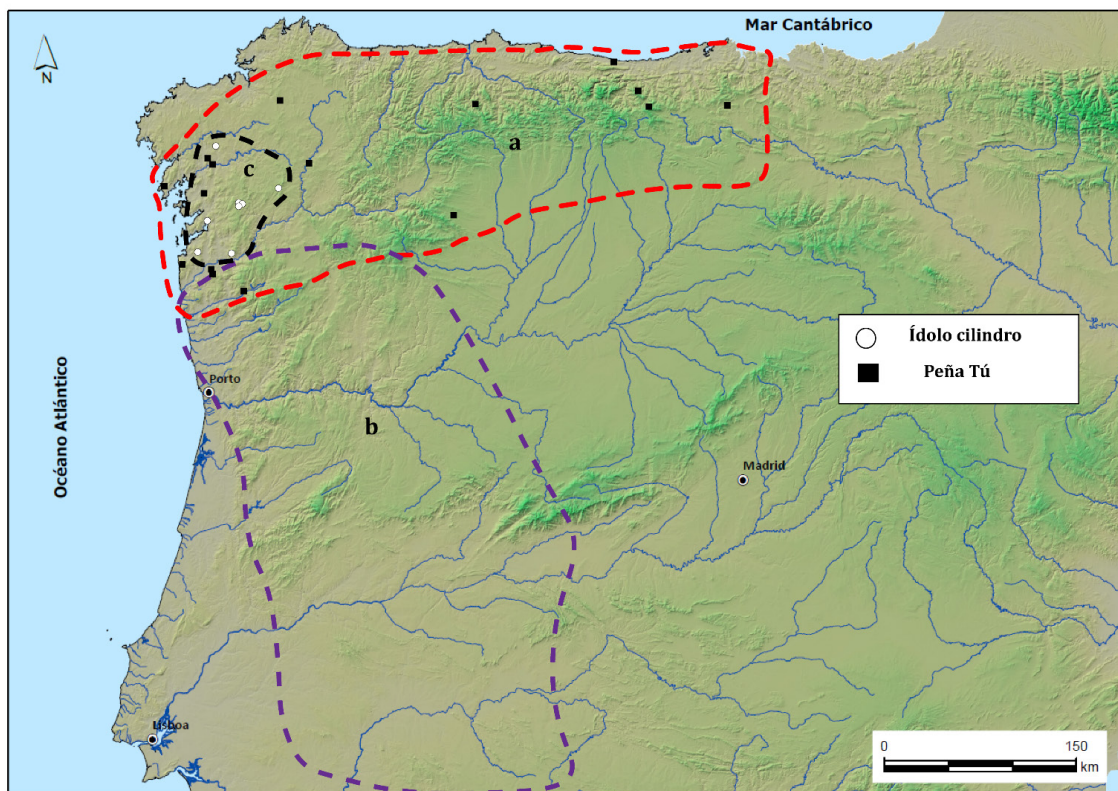 Mar Cantábrico
N
a
c
Ídolo cilindro
Peña Tú
Océano Atlántico
Porto
b
Madrid
Lisboa
0 150
km